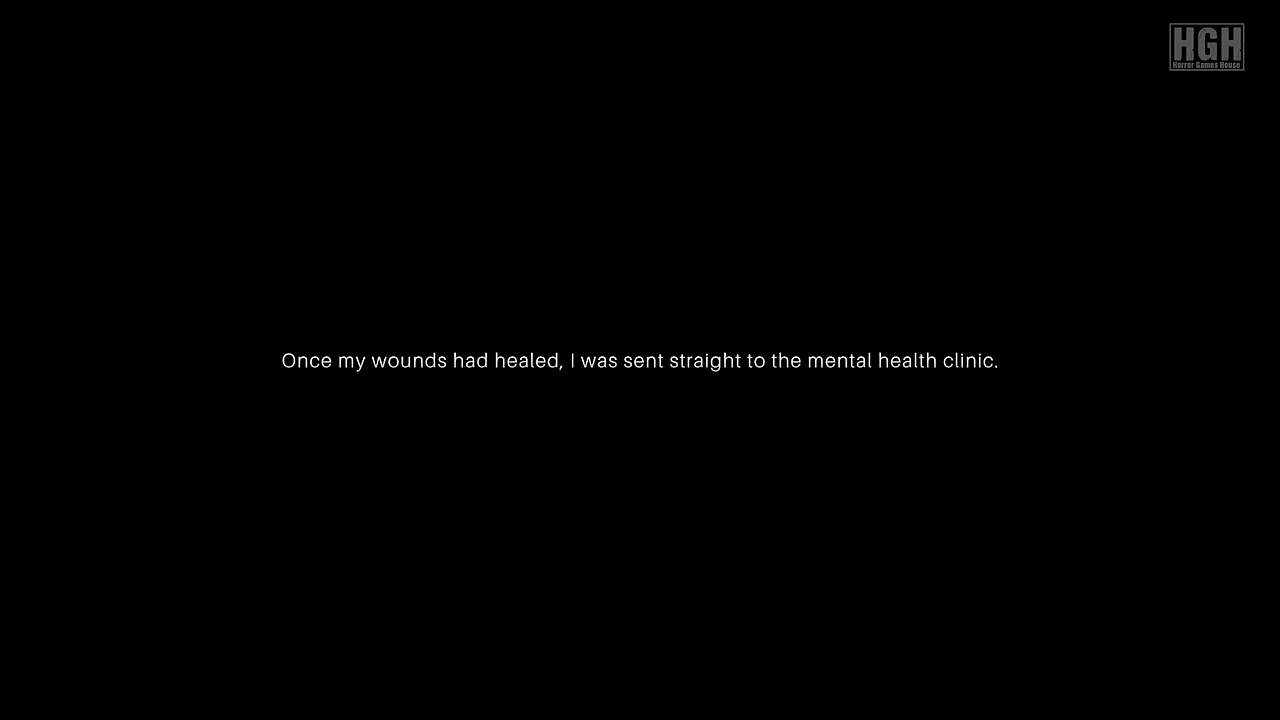 HGH
Horror Games House
Once my wounds had healed, I was sent straight to the mental health clinic.